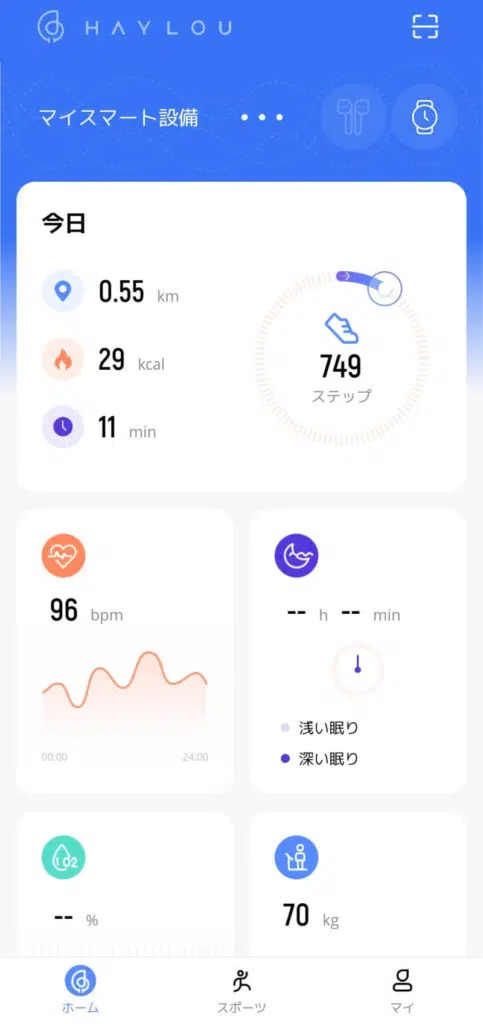 HAYLOU
マイスマート設備
今日
0.55 km
29 kcal
11 min
749
ステップ
96 bpm
00:00 24:00
-- h -- min
浅い眠り
深い眠り
-- %
70 kg
ホーム スポーツ マイ